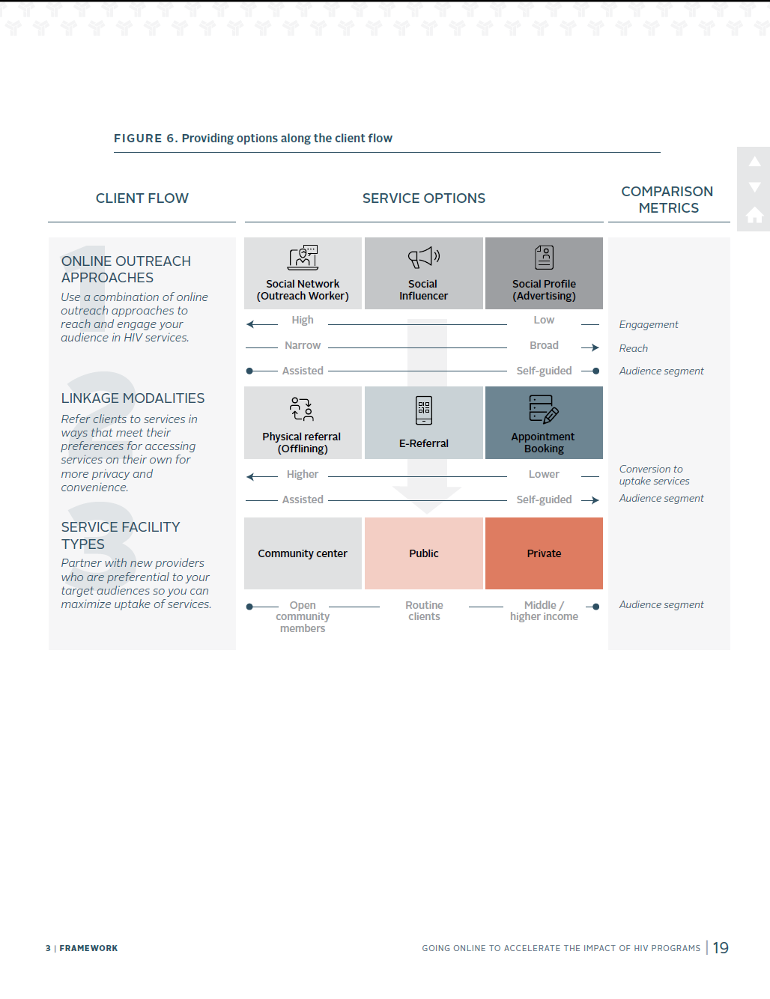 FIGURE 6. Providing options along the client flow
CLIENT FLOW
SERVICE OPTIONS
COMPARISON
METRICS
1
ONLINE OUTREACH
APPROACHES
Use a combination of online
outreach approaches to
reach and engage your
audience in HIV services.
Social Network
(Outreach Worker)
Social
Influencer
Social Profile
(Advertising)
High
Low
Engagement
Narrow
Broad
Reach
Assisted
Self-guided
Audience segment
2
LINKAGE MODALITIES
Refer clients to services in
ways that meet their
preferences for accessing
services on their own for
more privacy and
convenience.
Physical referral
(Offlining)
E-Referral
Appointment
Booking
Higher
Lower
Conversion to
uptake services
Assisted
Self-guided
Audience segment
3
SERVICE FACILITY
TYPES
Partner with new providers
who are preferential to your
target audiences so you can
maximize uptake of services.
Community center
Public
Private
Open
community
members
Routine
clients
Middle /
higher income
Audience segment
3 | FRAMEWORK
GOING ONLINE TO ACCELERATE THE IMPACT OF HIV PROGRAMS | 19